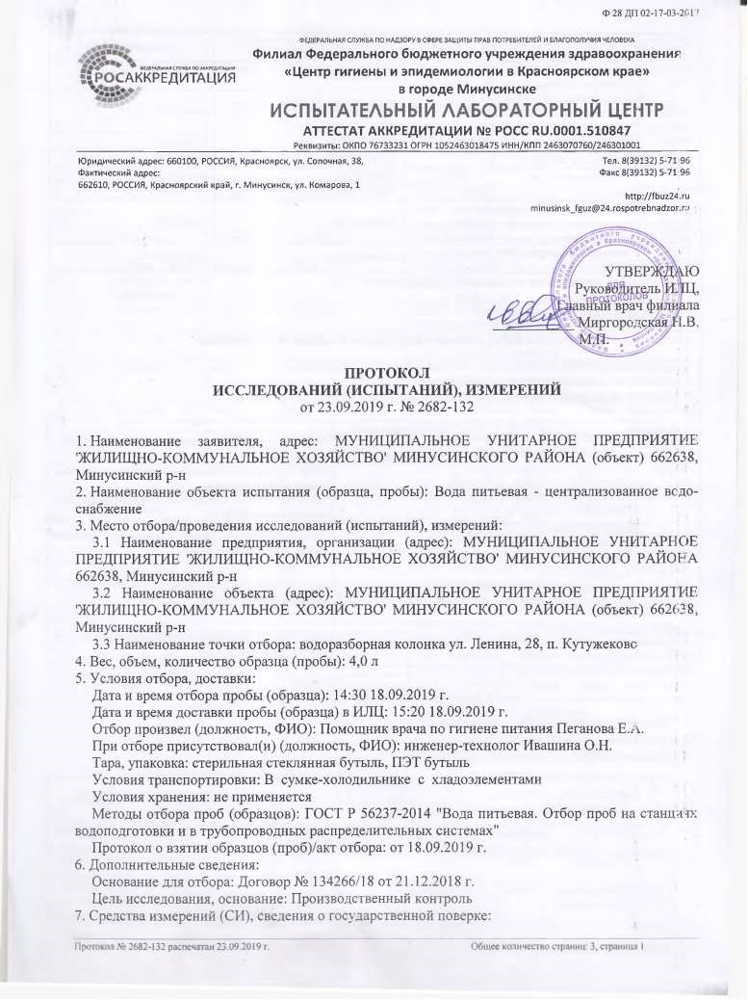 Ф 28 ДП 02-17-03-2017
ФЕДЕРАЛЬНАЯ СЛУЖБА ПО НАДЗОРУ В СФЕРЕ ЗАЩИТЫ ПРАВ ПОТРЕБИТЕЛЕЙ И БЛАГОПОЛУЧИЯ ЧЕЛОВЕКА
Филиал Федерального бюджетного учреждения здравоохранения
«Центр гигиены и эпидемиологии в Красноярском крае»
в городе Минусинске
ФЕДЕРАЛЬНАЯ СЛУЖБА ПО АККРЕДИТАЦИИ
РОСАККРЕДИТАЦИЯ
ИСПЫТАТЕЛЬНЫЙ ЛАБОРАТОРНЫЙ ЦЕНТР
АТТЕСТАТ АККРЕДИТАЦИИ № РОСС RU.0001.510847
Реквизиты: ОКПО 76733231 ОГРН 1052463018475 ИНН/КПП 2463070760/246301001
Юридический адрес: 660100, РОССИЯ, Красноярск, ул. Сопочная, 38,
Фактический адрес:
662610, РОССИЯ, Красноярский край, г. Минусинск, ул. Комарова, 1
Тел. 8(39132) 5-71 96
Факс 8(39132) 5-71 96
http://fbuz24.ru
minusinsk_fguz@24.rospotrebnadzor.ru
УТВЕРЖДАЮ
Руководитель ИЛЦ,
Главный врач филиала
Миргородская Н.В.
М.П.
ДЛЯ
ПРОТОКОЛОВ
ПРОТОКОЛ
ИССЛЕДОВАНИЙ (ИСПЫТАНИЙ), ИЗМЕРЕНИЙ
от 23.09.2019 г. № 2682-132
1. Наименование заявителя, адрес: МУНИЦИПАЛЬНОЕ УНИТАРНОЕ ПРЕДПРИЯТИЕ
'ЖИЛИЩНО-КОММУНАЛЬНОЕ ХОЗЯЙСТВО' МИНУСИНСКОГО РАЙОНА (объект) 662638,
Минусинский р-н
2. Наименование объекта испытания (образца, пробы): Вода питьевая - централизованное водо-
снабжение
3. Место отбора/проведения исследований (испытаний), измерений:
3.1 Наименование предприятия, организации (адрес): МУНИЦИПАЛЬНОЕ УНИТАРНОЕ
ПРЕДПРИЯТИЕ 'ЖИЛИЩНО-КОММУНАЛЬНОЕ ХОЗЯЙСТВО' МИНУСИНСКОГО РАЙОНА
662638, Минусинский р-н
3.2 Наименование объекта (адрес): МУНИЦИПАЛЬНОЕ УНИТАРНОЕ ПРЕДПРИЯТИЕ
'ЖИЛИЩНО-КОММУНАЛЬНОЕ ХОЗЯЙСТВО' МИНУСИНСКОГО РАЙОНА (объект) 662638,
Минусинский р-н
3.3 Наименование точки отбора: водоразборная колонка ул. Ленина, 28, п. Кутужеково
4. Вес, объем, количество образца (пробы): 4,0 л
5. Условия отбора, доставки:
Дата и время отбора пробы (образца): 14:30 18.09.2019 г.
Дата и время доставки пробы (образца) в ИЛЦ: 15:20 18.09.2019 г.
Отбор произвел (должность, ФИО): Помощник врача по гигиене питания Пеганова Е.А.
При отборе присутствовал(и) (должность, ФИО): инженер-технолог Ивашина О.Н.
Тара, упаковка: стерильная стеклянная бутыль, ПЭТ бутыль
Условия транспортировки: В сумке-холодильнике с хладоэлементами
Условия хранения: не применяется
Методы отбора проб (образцов): ГОСТ Р 56237-2014 "Вода питьевая. Отбор проб на станциях
водоподготовки и в трубопроводных распределительных системах"
Протокол о взятии образцов (проб)/акт отбора: от 18.09.2019 г.
6. Дополнительные сведения:
Основание для отбора: Договор № 134266/18 от 21.12.2018 г.
Цель исследования, основание: Производственный контроль
7. Средства измерений (СИ), сведения о государственной поверке:
Протокол № 2682-132 распечатан 23.09.2019 г.
Общее количество страниц: 3, страница 1